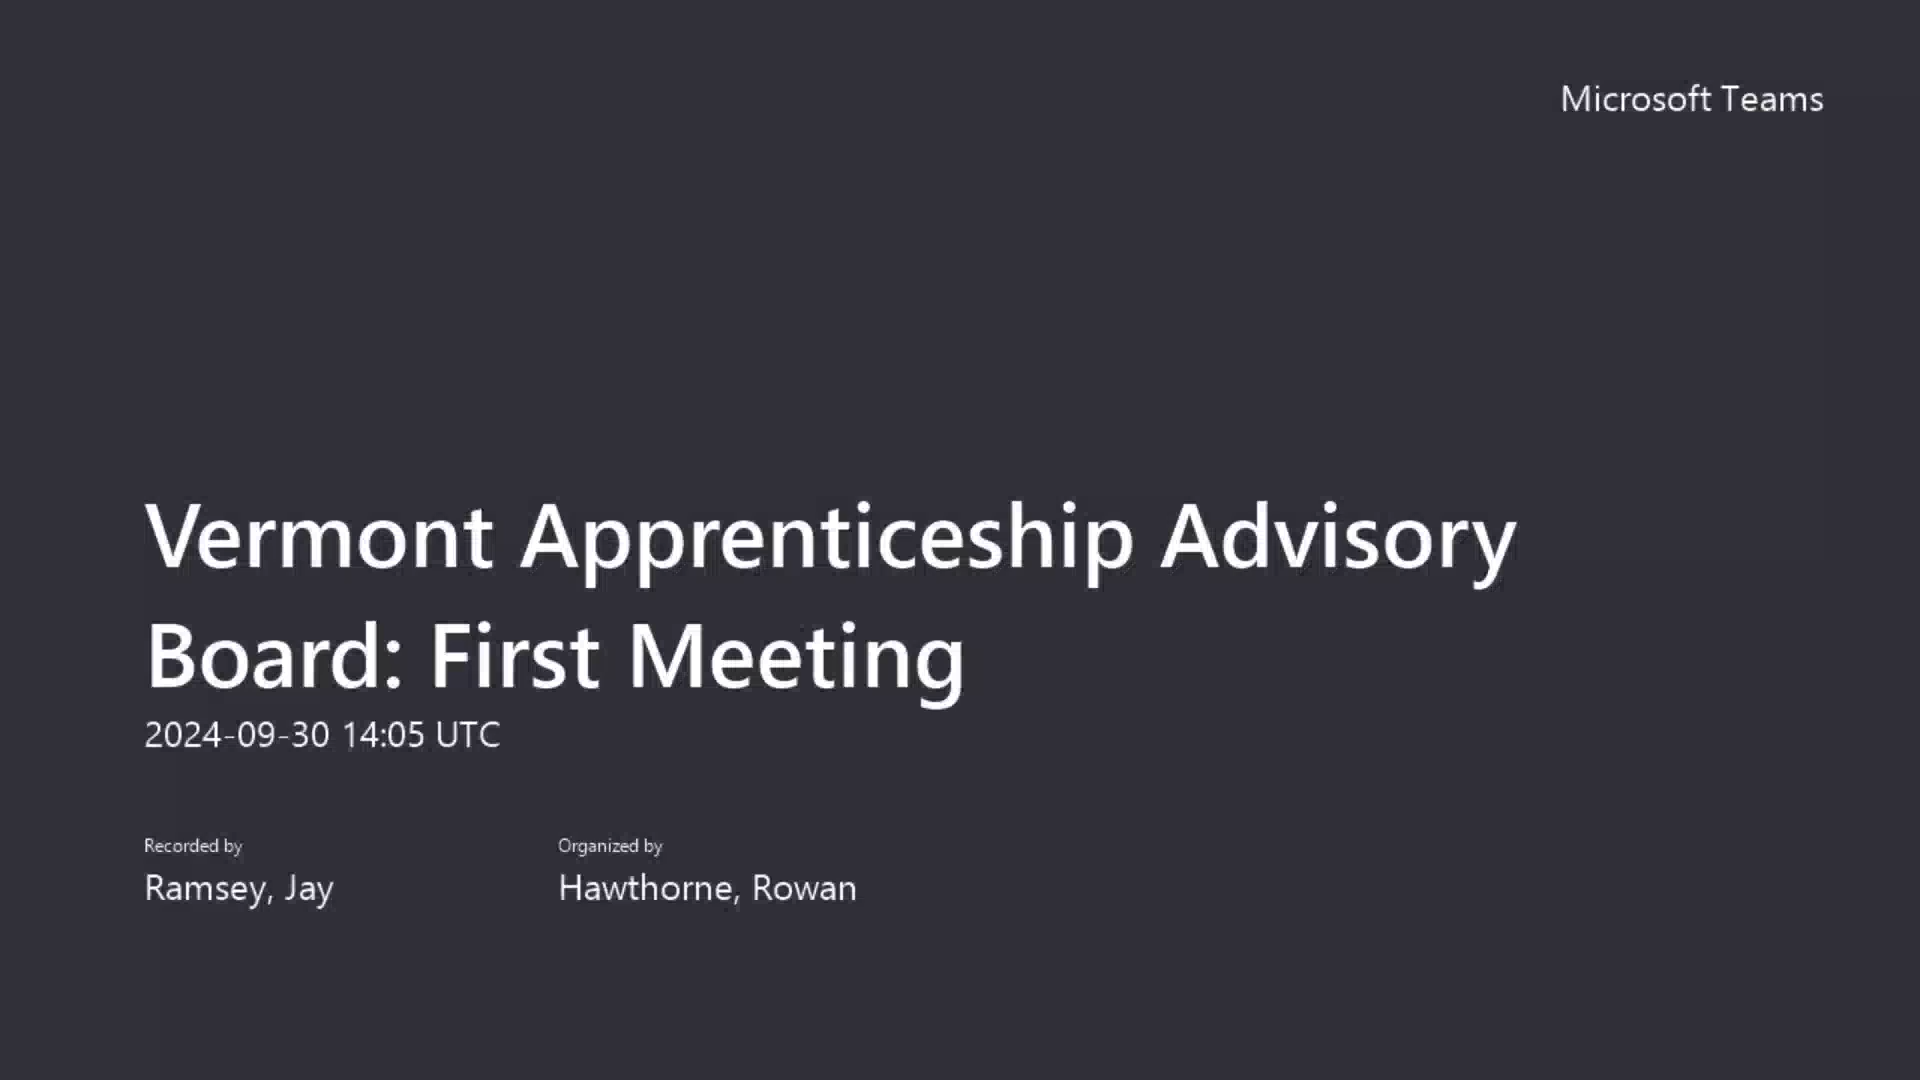 Microsoft Teams
Vermont Apprenticeship Advisory
Board: First Meeting
2024-09-30 14:05 UTC
Recorded by
Organized by
Ramsey, Jay
Hawthorne, Rowan